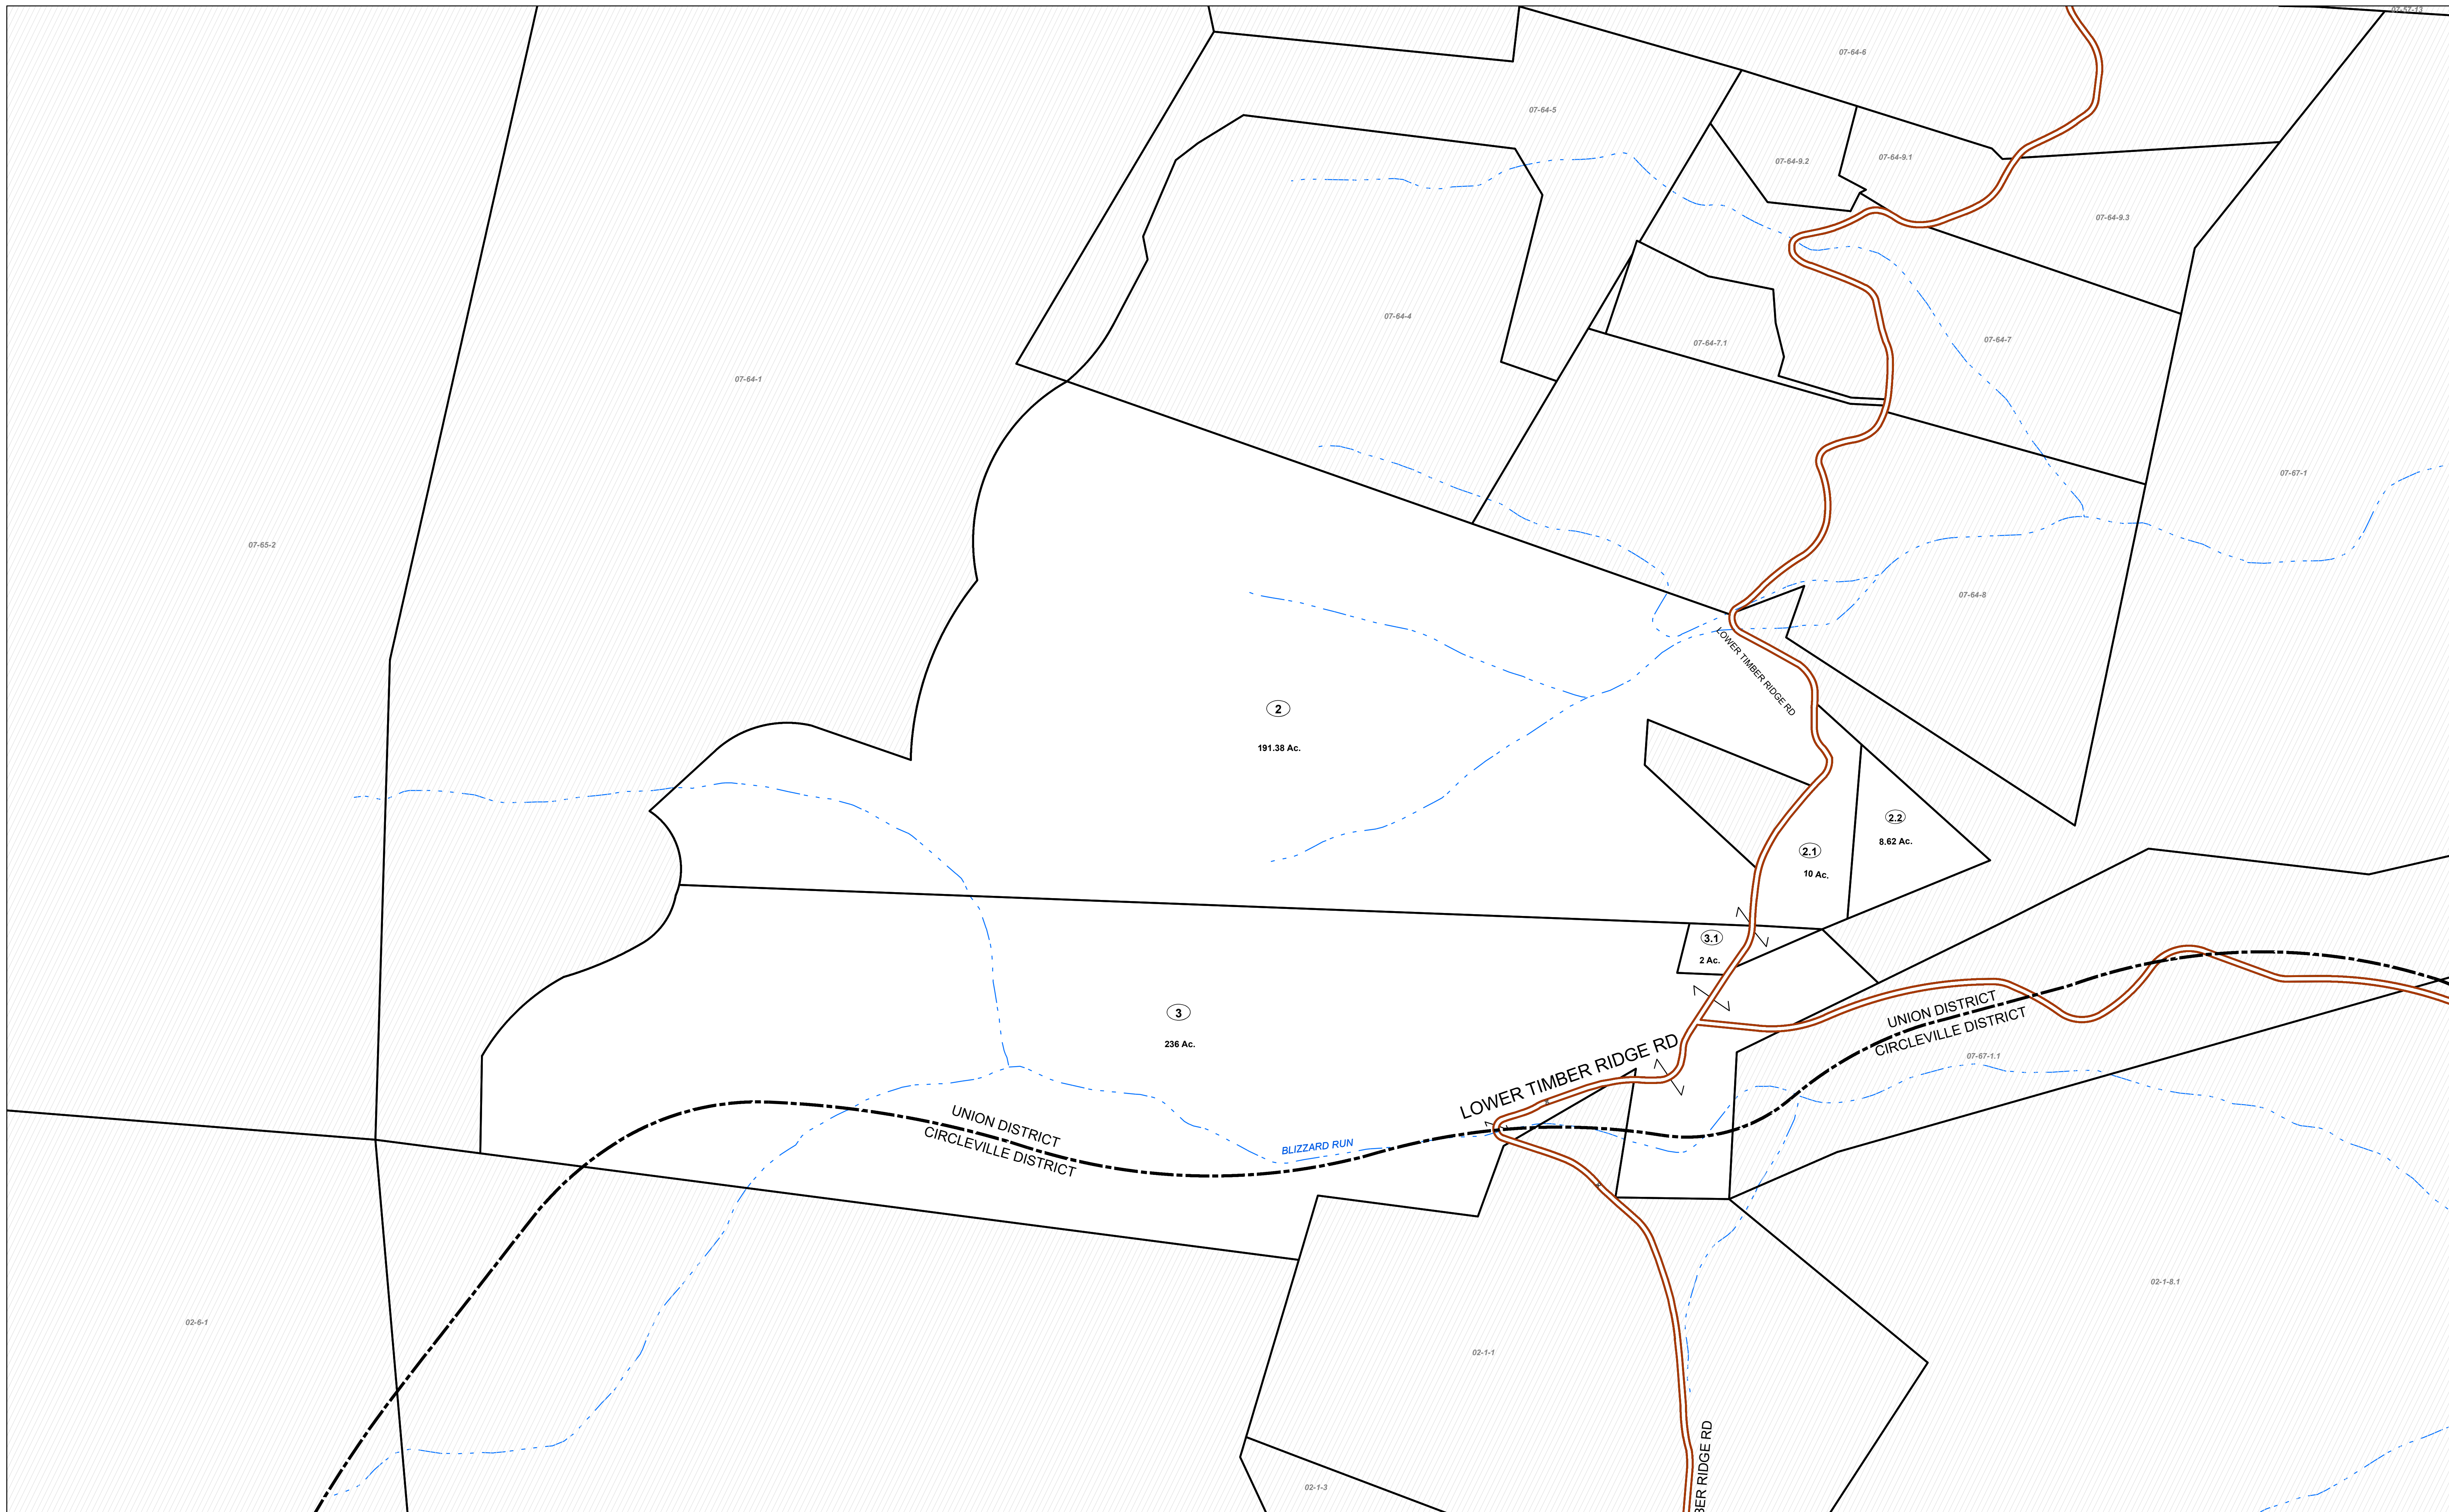 07-57-13
07-64-6
07-64-5
07-64-9.2
07-64-9.1
07-64-9.3
07-64-4
07-64-7.1
07-64-7
07-64-1
07-67-1
07-65-2
07-64-8
LOWER TIMBER RIDGE RD
2
191.38 Ac.
2.2
8.62 Ac.
2.1
10 Ac.
3.1
2 Ac.
3
236 Ac.
UNION DISTRICT
CIRCLEVILLE DISTRICT
07-67-1.1
LOWER TIMBER RIDGE RD
UNION DISTRICT
CIRCLEVILLE DISTRICT
BLIZZARD RUN
02-1-8.1
02-6-1
02-1-1
BER RIDGE RD
02-1-3